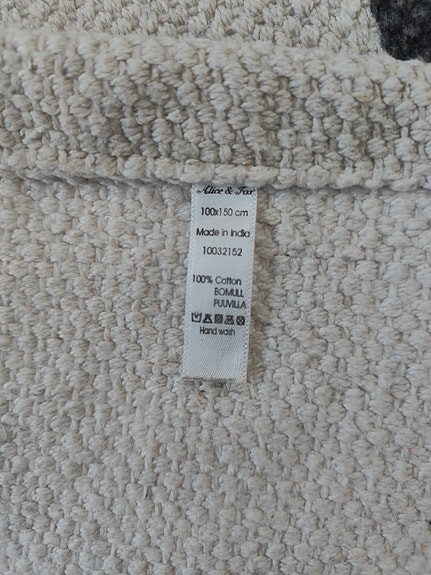 Alice & Fox
100x150 cm
Made in India
10032152
100% Cotton
BOMULL
PUUVILLA
Hand wash